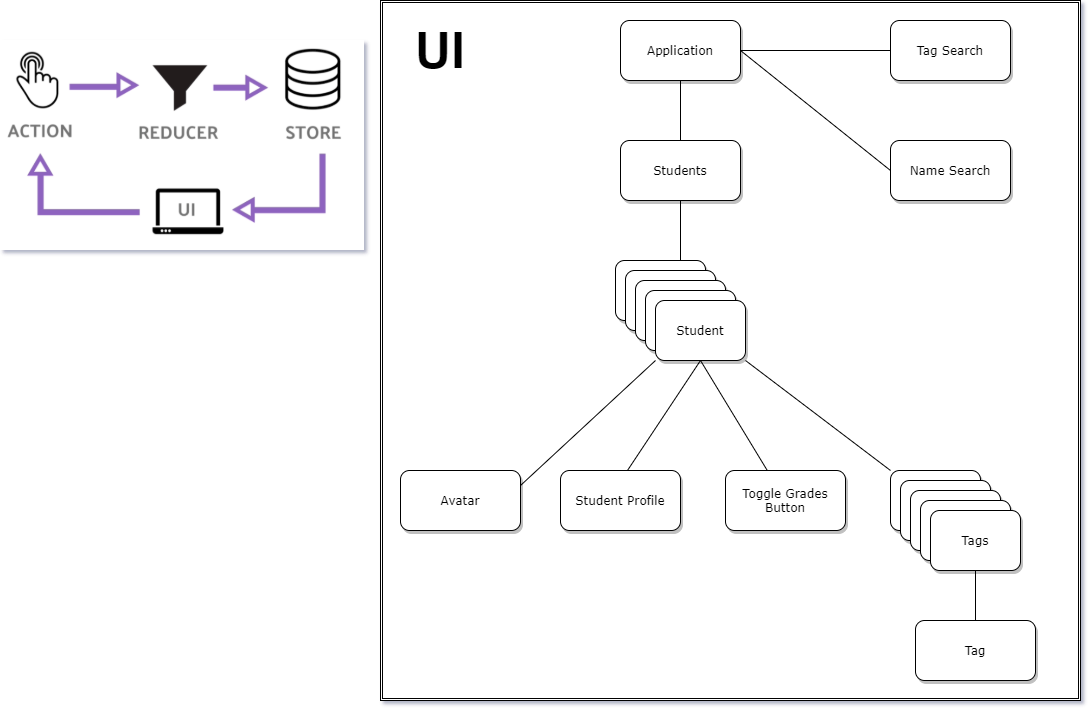 ACTION
REDUCER
STORE
UI
UI
Application
Tag Search
Students
Name Search
Student
Avatar
Student Profile
Toggle Grades
Button
Tags
Tag